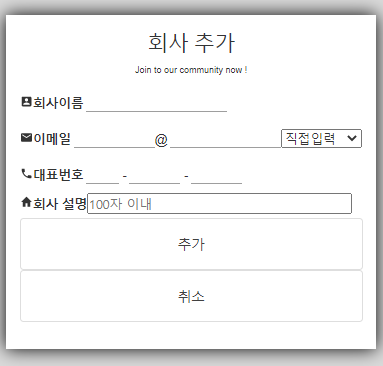 회사 추가
Join to our community now !
회사이름
이메일 @ 직접입력
대표번호 - -
회사 설명 100자 이내
추가
취소